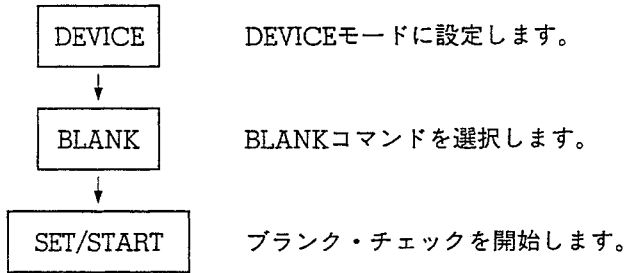 DEVICE DEVICEモードに設定します。
BLANK BLANKコマンドを選択します。
SET/START ブランク・チェックを開始します。